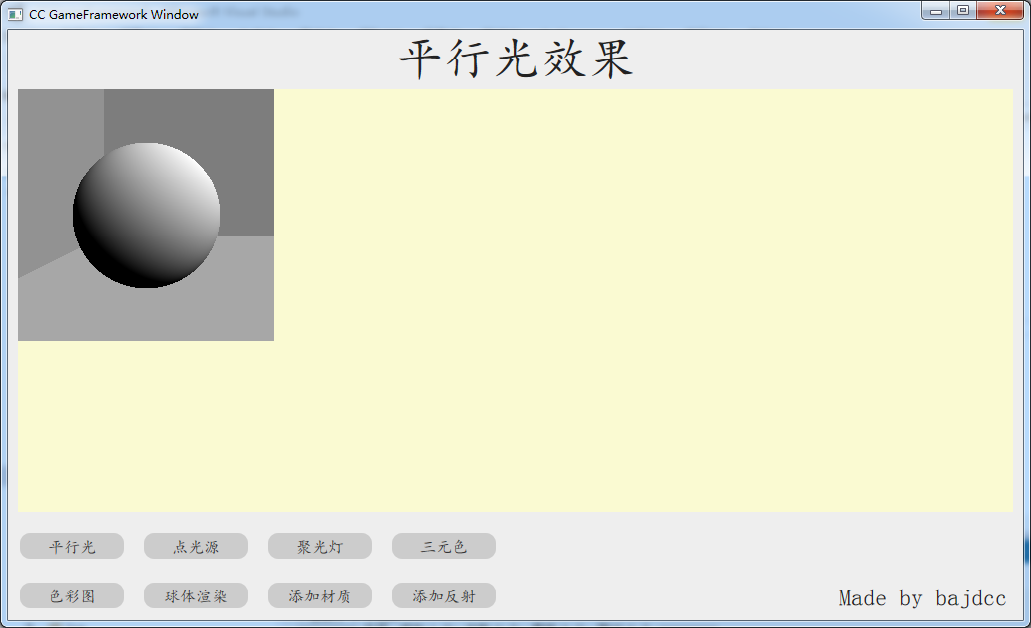 CC GameFramework Window
平行光效果
平行光 点光源 聚光灯 三元色
色彩图 球体渲染 添加材质 添加反射
Made by bajdcc